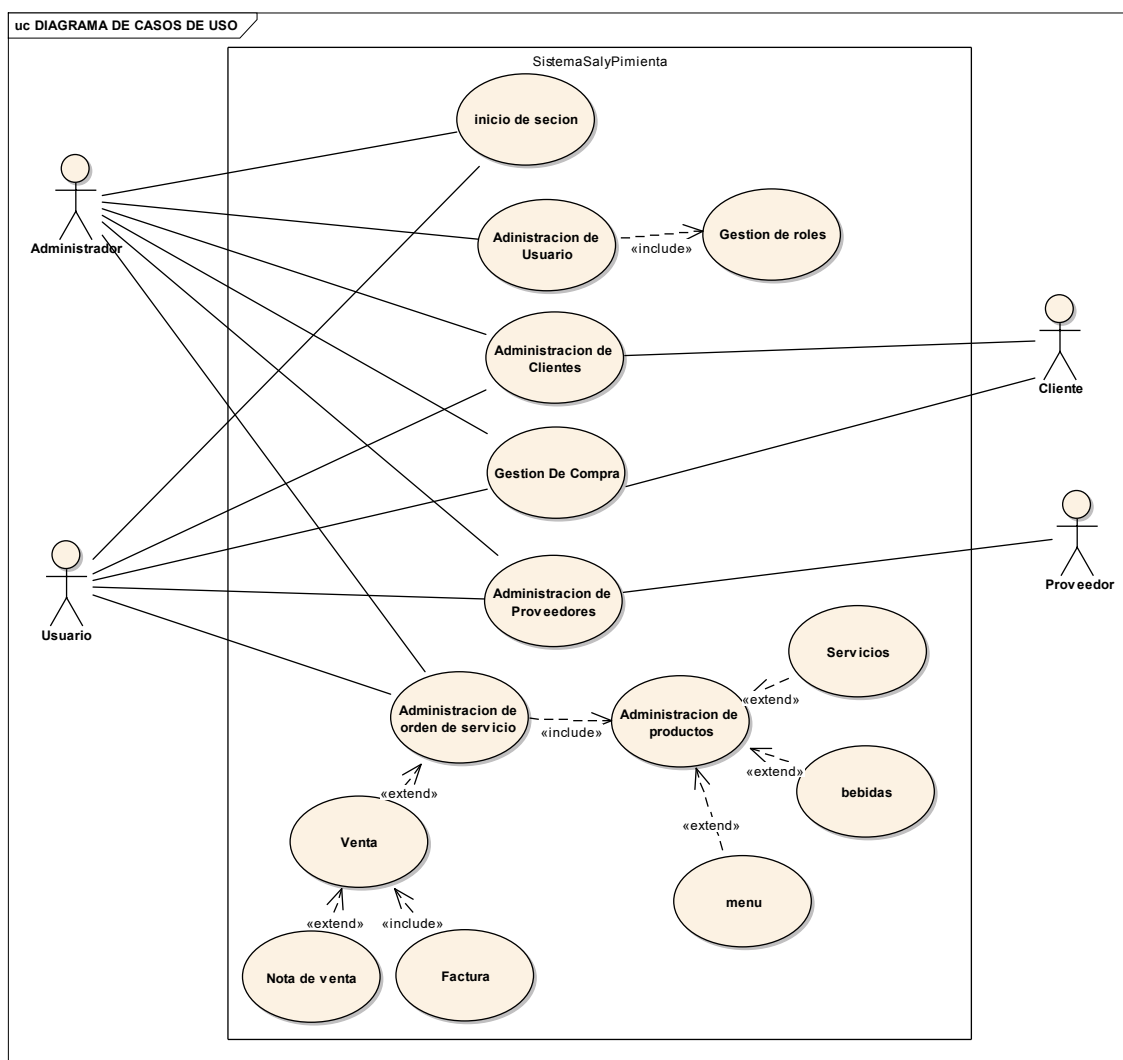 uc DIAGRAMA DE CASOS DE USO
SistemaSalyPimienta
inicio de secion
Administrador
Adinistracion de
Usuario
«include»
Gestion de roles
Administracion de
Clientes
Cliente
Gestion De Compra
Usuario
Administracion de
Proveedores
Proveedor
Servicios
«extend»
Administracion de
orden de servicio
«include»
Administracion de
productos
«extend»
bebidas
«extend»
Venta
«extend»
menu
«extend»
«include»
Nota de venta
Factura